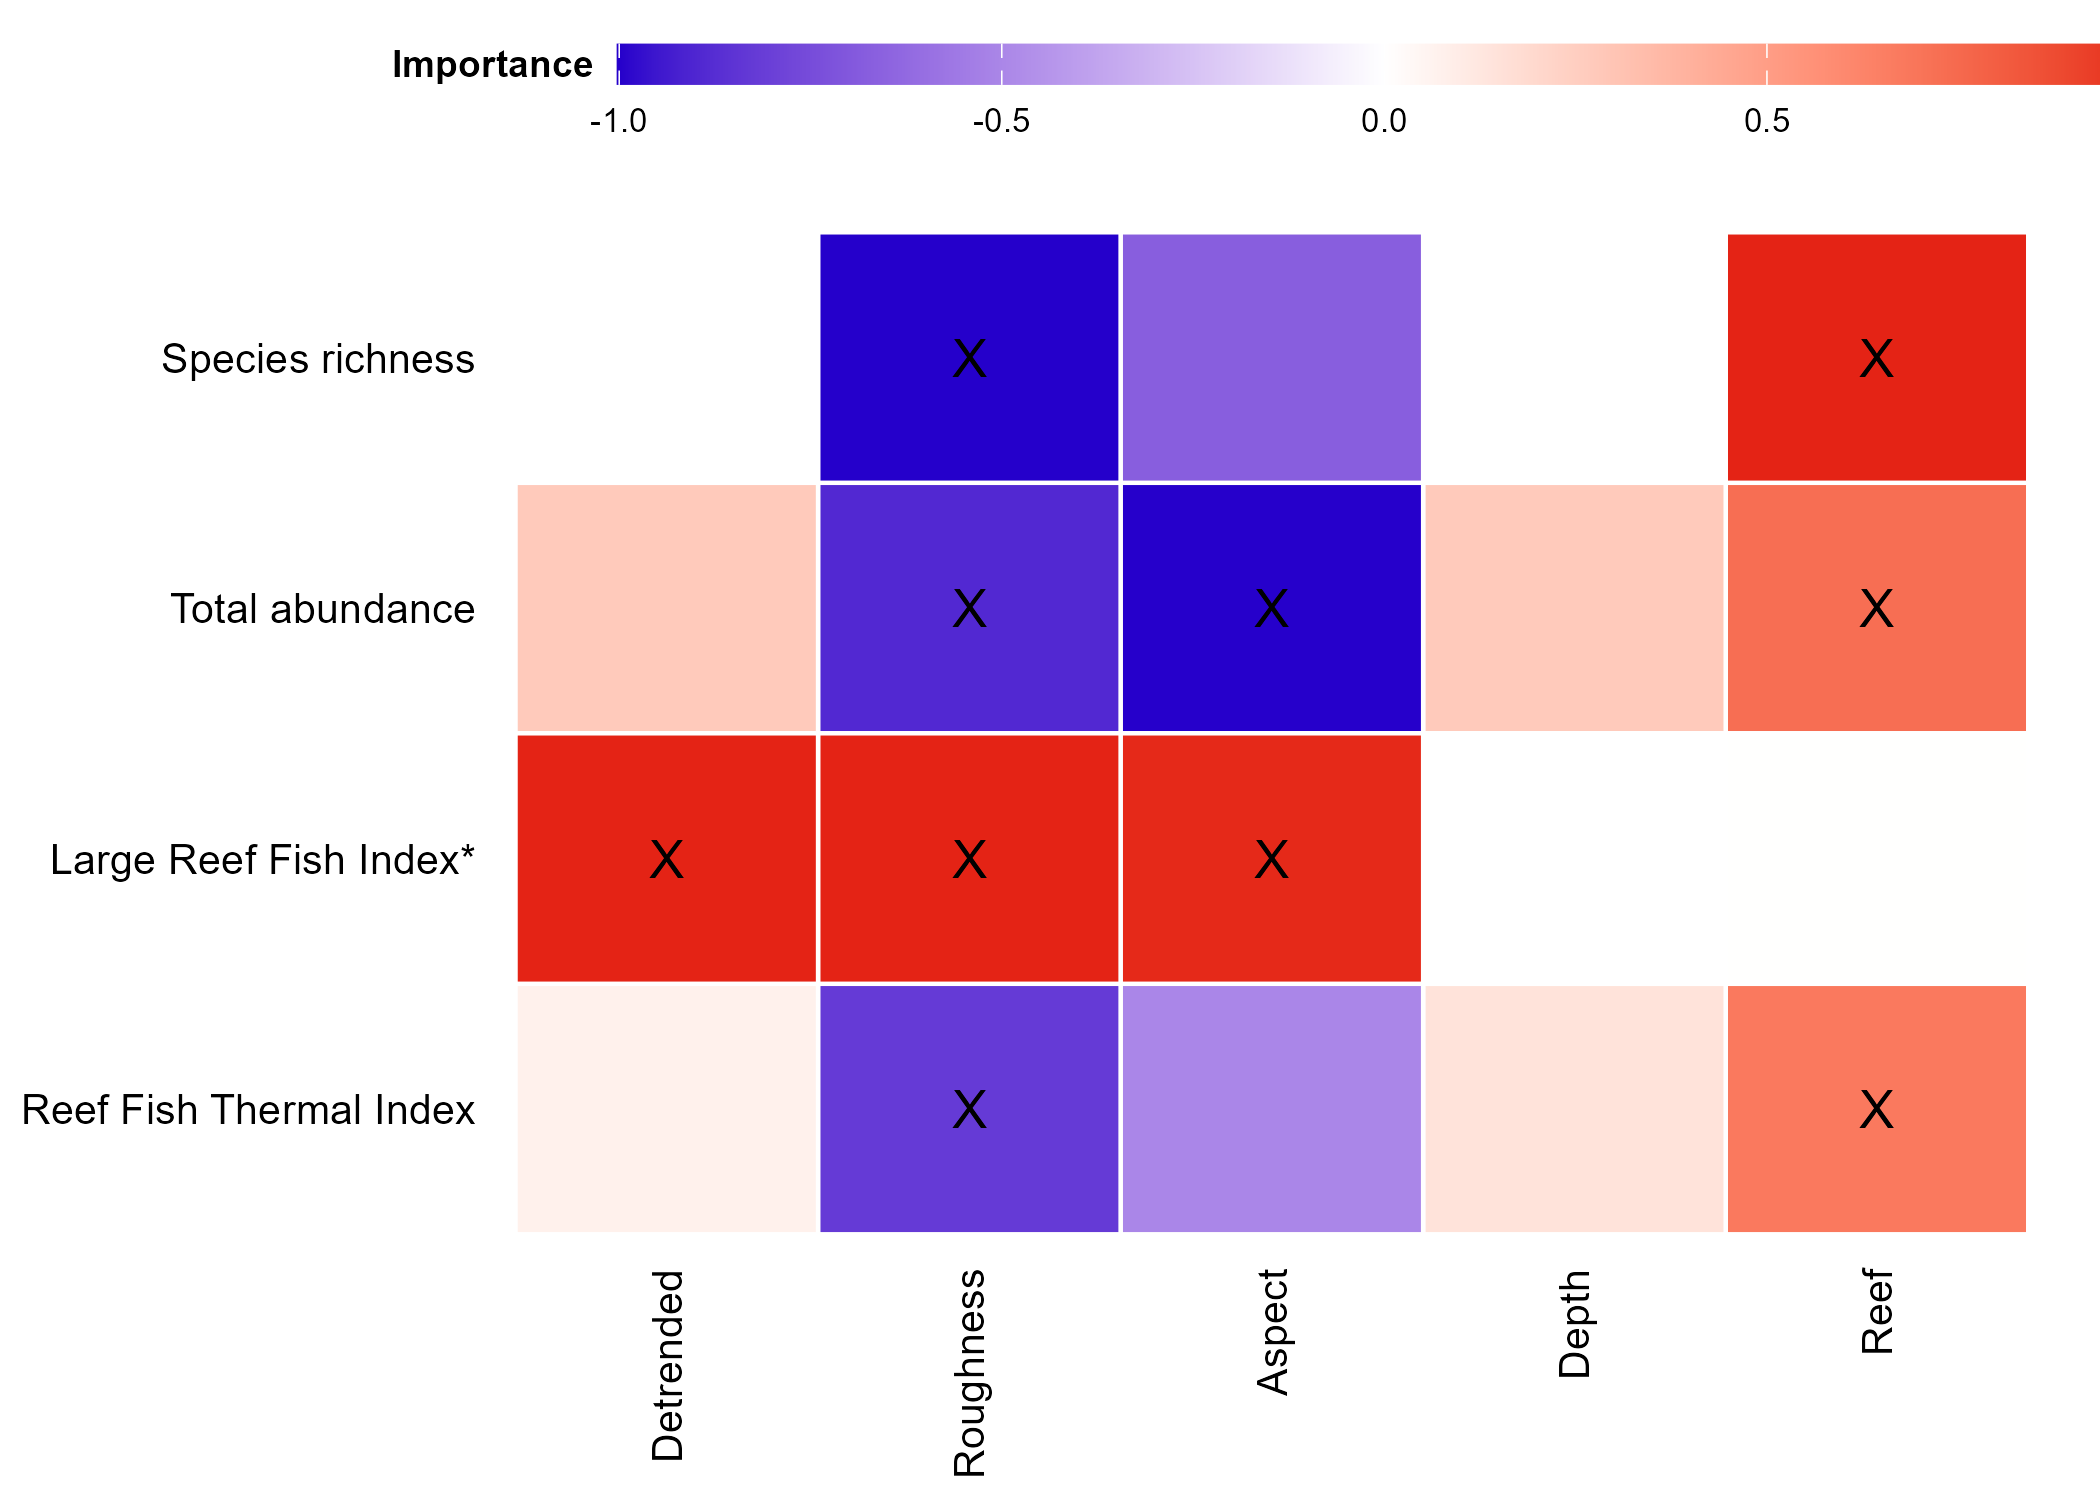 Importance
-1.0 -0.5 0.0 0.5
Species richness X X
Total abundance X X X
Large Reef Fish Index* X X X
Reef Fish Thermal Index X X
Detrended Roughness Aspect Depth Reef